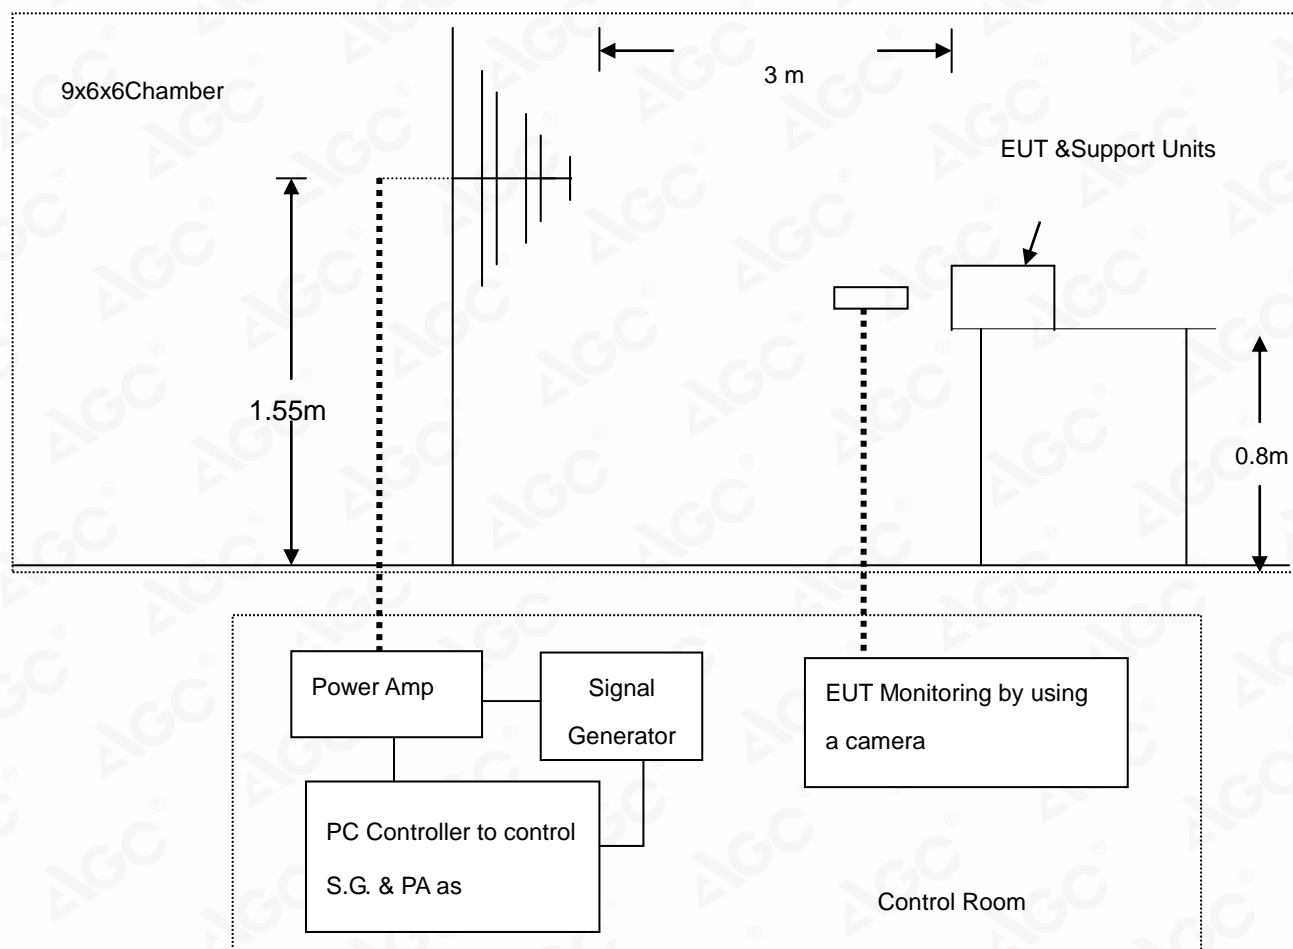 3 m
9x6x6Chamber
EUT &Support Units
1.55m
0.8m
Power Amp
Signal
Generator
EUT Monitoring by using
a camera
PC Controller to control
S.G. & PA as
Control Room
AGC